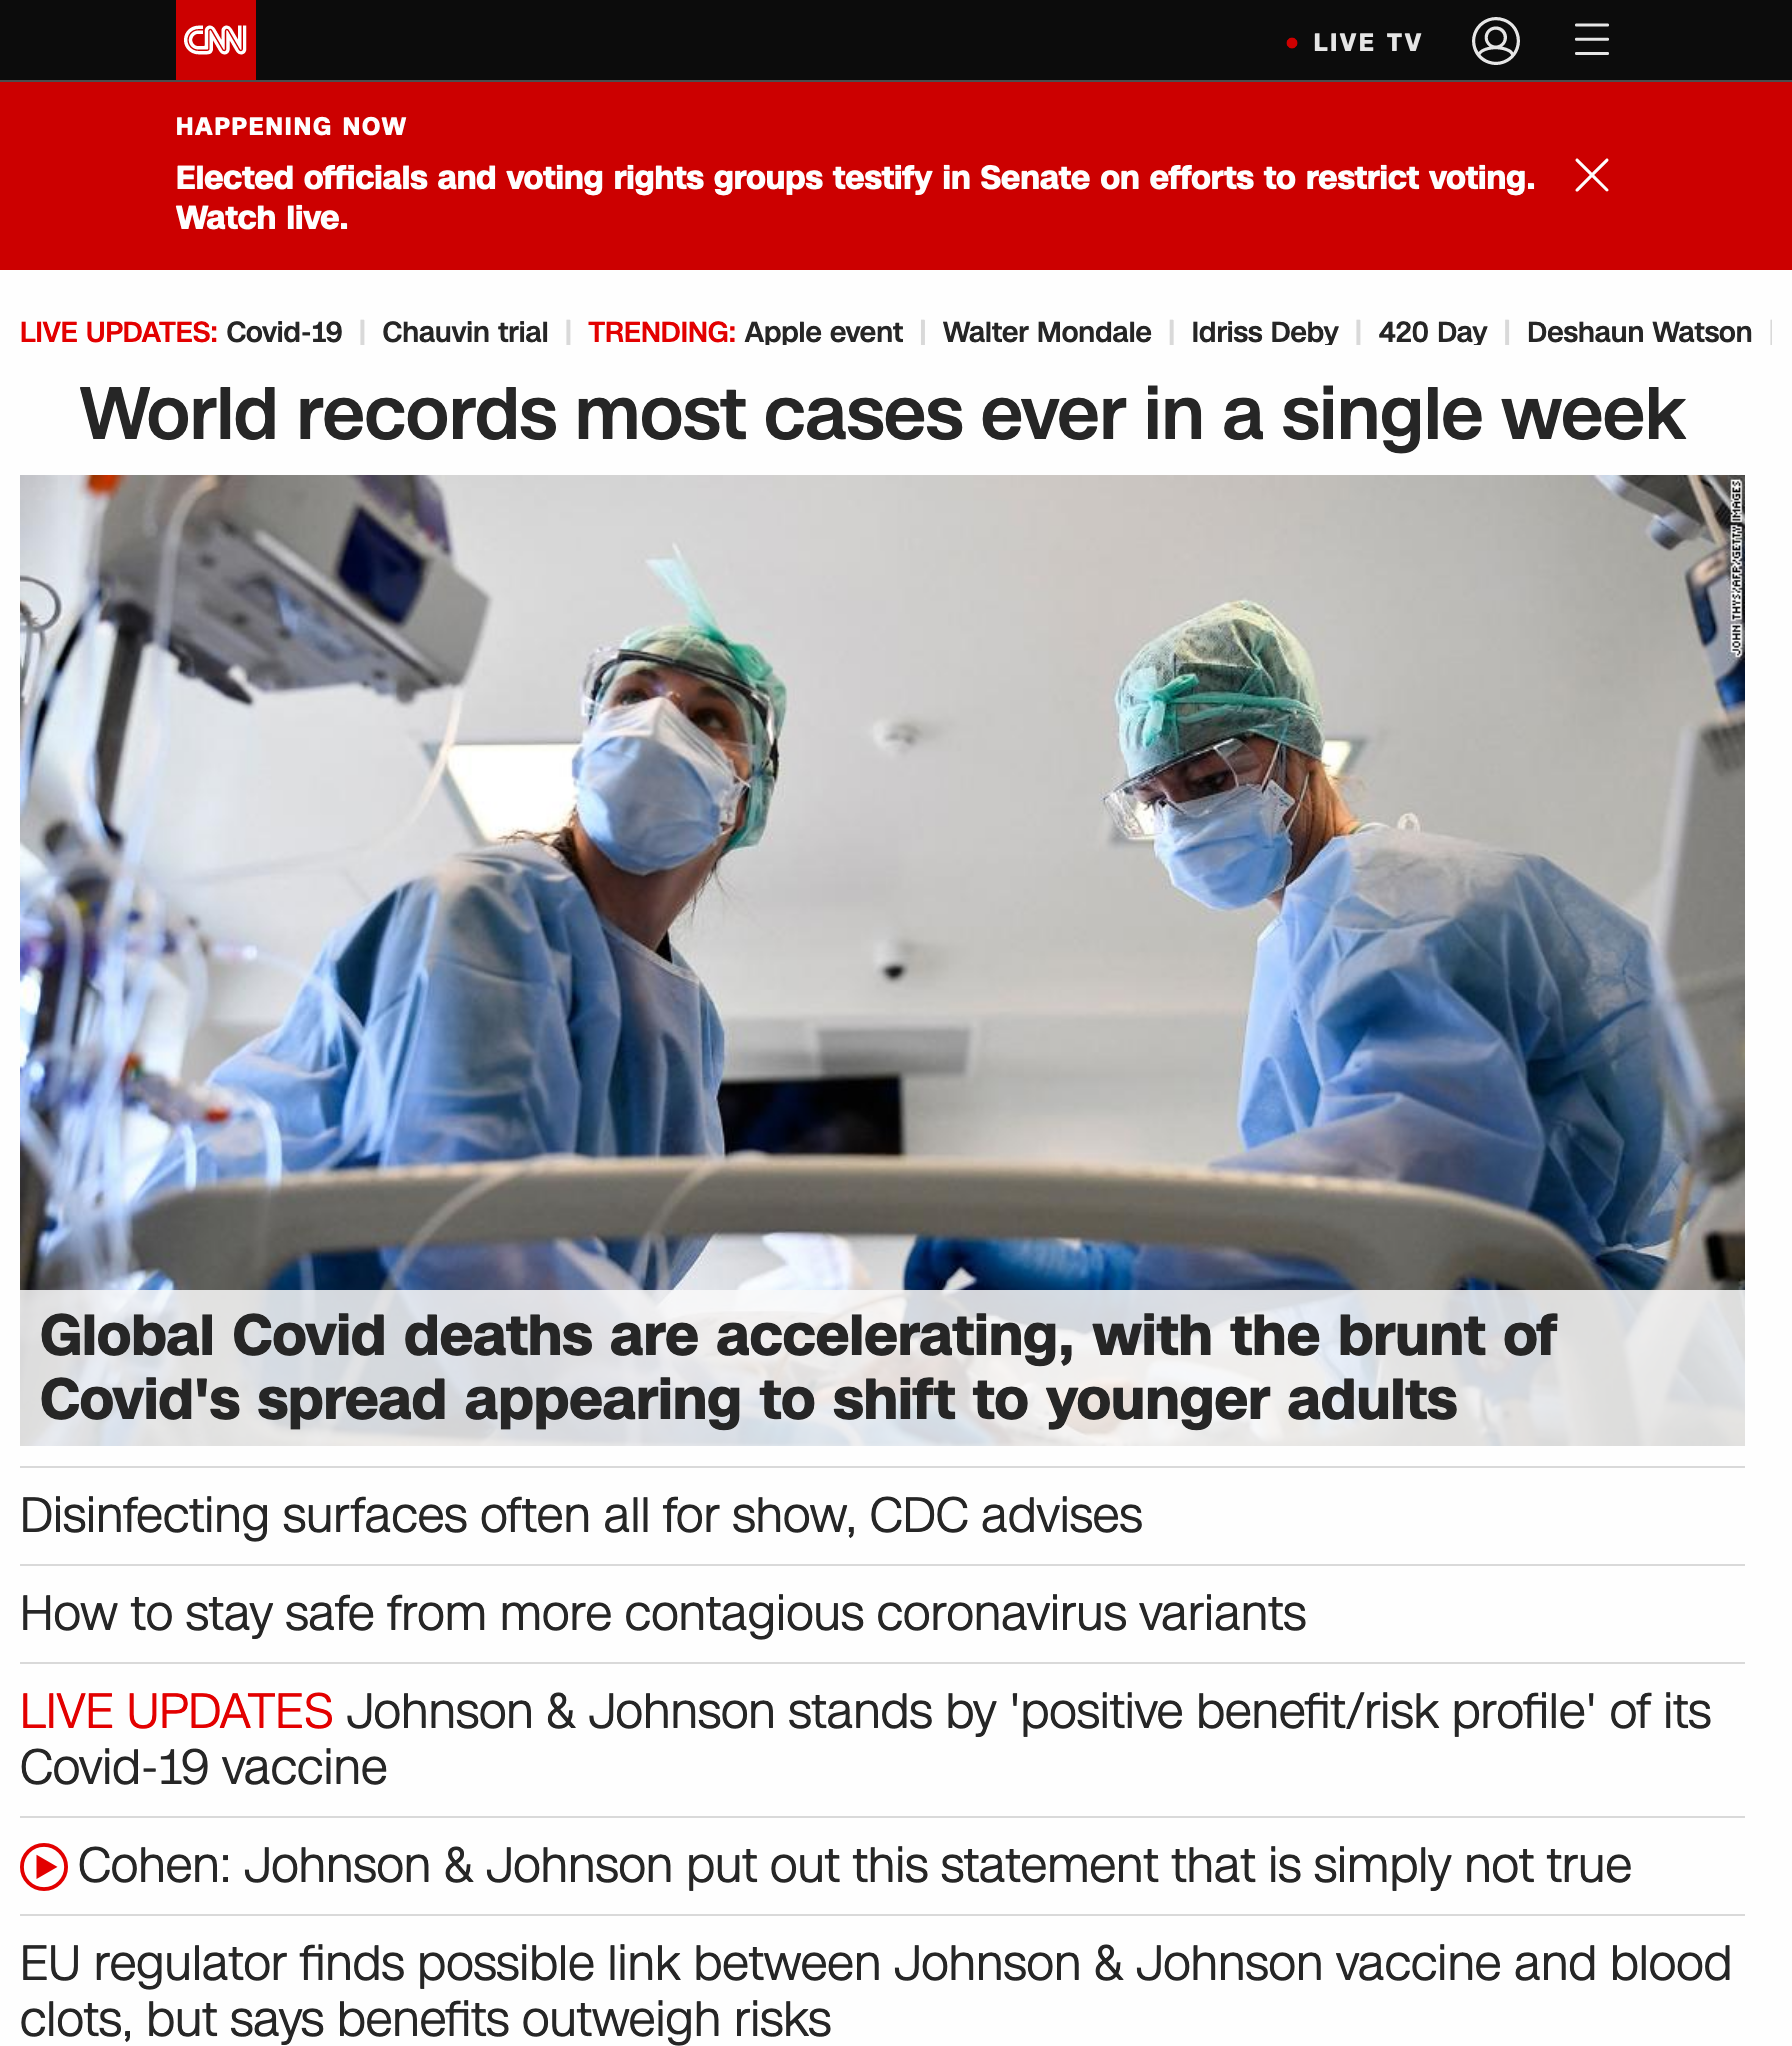 CNN
LIVE TV
HAPPENING NOW
Elected officials and voting rights groups testify in Senate on efforts to restrict voting.
Watch live.
LIVE UPDATES: Covid-19 | Chauvin trial | TRENDING: Apple event | Walter Mondale | Idriss Deby | 420 Day | Deshaun Watson |
World records most cases ever in a single week
JOHN THYS/AFP/GETTY IMAGES
Global Covid deaths are accelerating, with the brunt of
Covid's spread appearing to shift to younger adults
Disinfecting surfaces often all for show, CDC advises
How to stay safe from more contagious coronavirus variants
LIVE UPDATES Johnson & Johnson stands by 'positive benefit/risk profile' of its
Covid-19 vaccine
Cohen: Johnson & Johnson put out this statement that is simply not true
EU regulator finds possible link between Johnson & Johnson vaccine and blood
clots, but says benefits outweigh risks